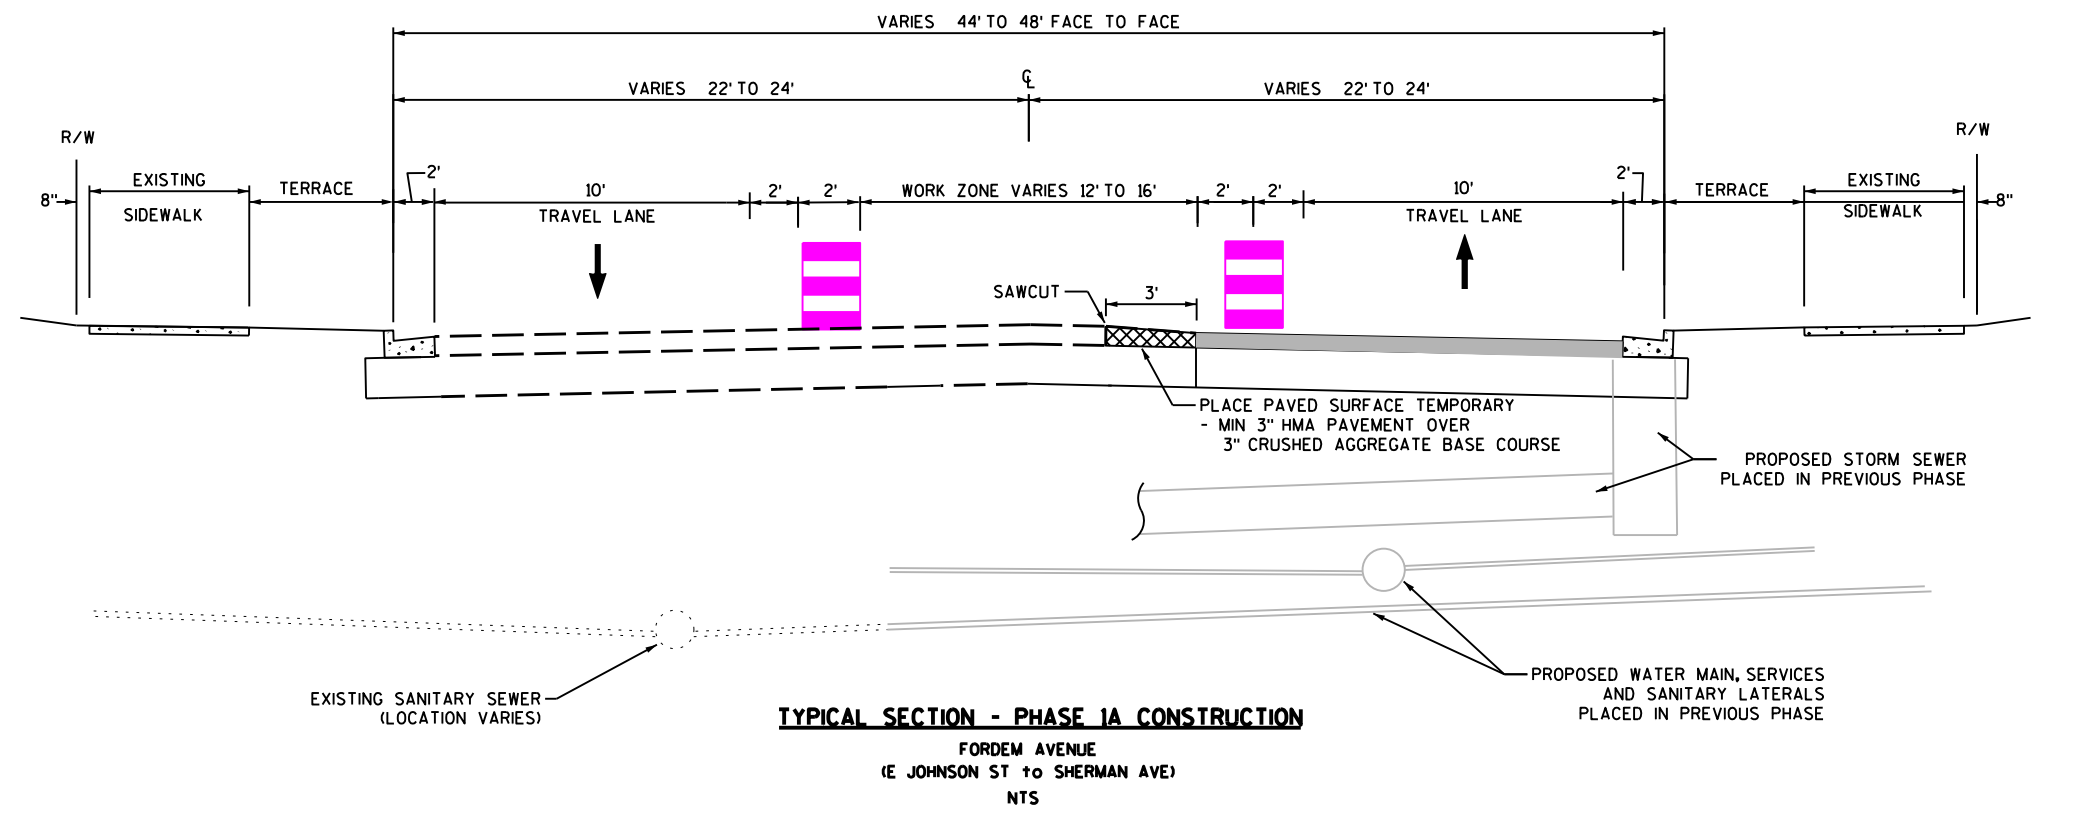 VARIES 44' TO 48' FACE TO FACE
VARIES 22' TO 24'
℄
VARIES 22' TO 24'
R/W
R/W
8"
EXISTING
SIDEWALK
TERRACE
2'
10'
TRAVEL LANE
2'
2'
WORK ZONE VARIES 12' TO 16'
2'
2'
10'
TRAVEL LANE
2'
TERRACE
EXISTING
SIDEWALK
8"
SAWCUT
3'
PLACE PAVED SURFACE TEMPORARY
- MIN 3" HMA PAVEMENT OVER
3" CRUSHED AGGREGATE BASE COURSE
PROPOSED STORM SEWER
PLACED IN PREVIOUS PHASE
EXISTING SANITARY SEWER
(LOCATION VARIES)
PROPOSED WATER MAIN, SERVICES
AND SANITARY LATERALS
PLACED IN PREVIOUS PHASE
TYPICAL SECTION - PHASE 1A CONSTRUCTION
FORDEM AVENUE
(E JOHNSON ST to SHERMAN AVE)
NTS